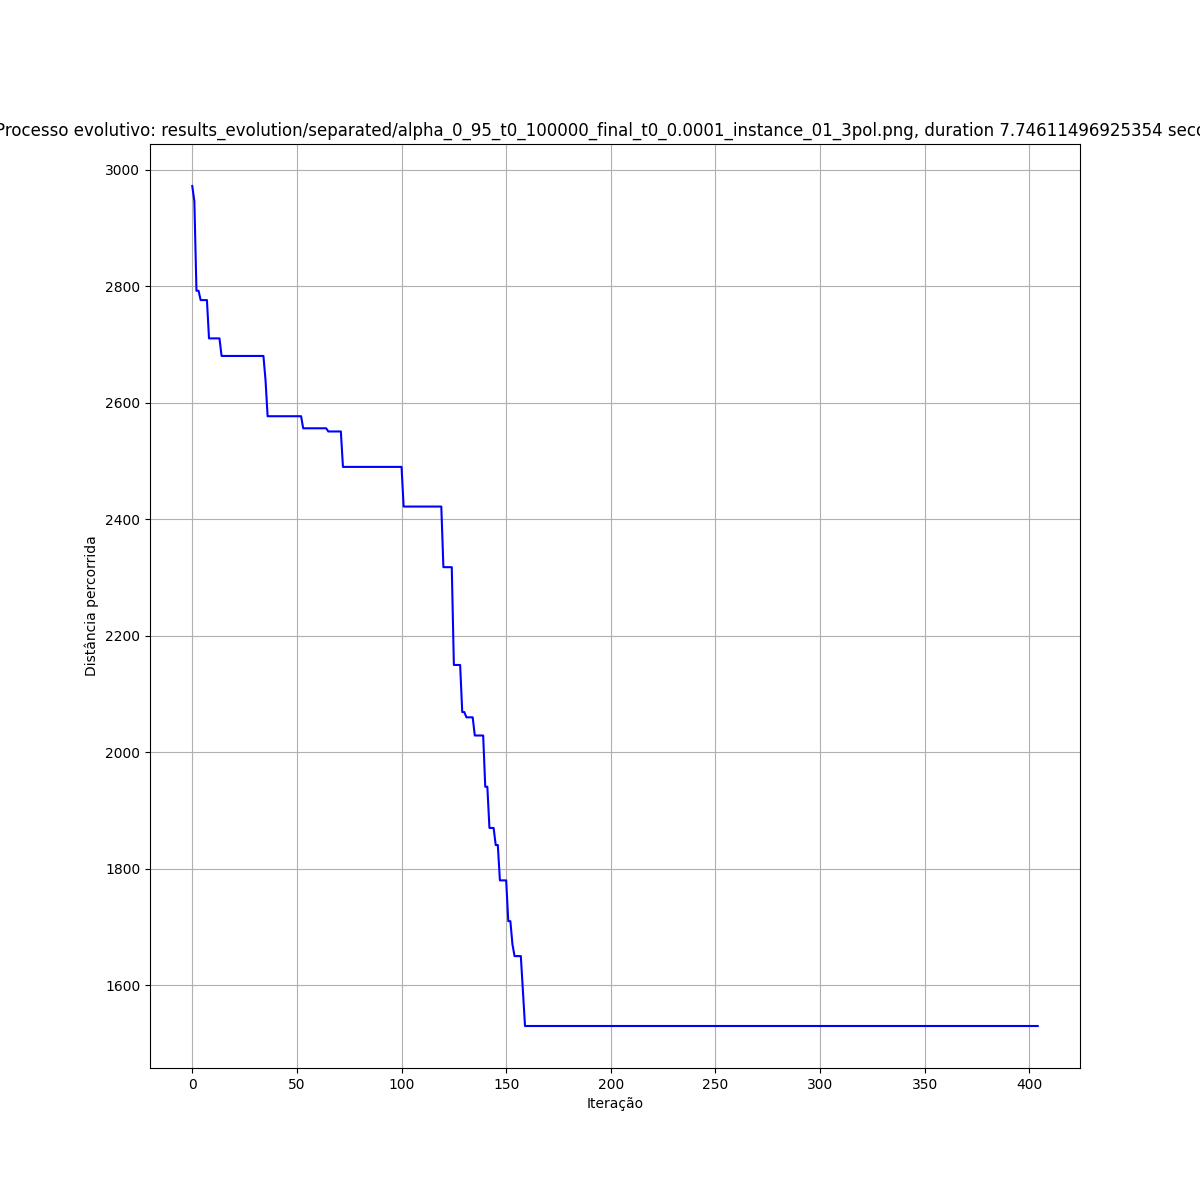 Processo evolutivo: results_evolution/separated/alpha_0_95_t0_100000_final_t0_0.0001_instance_01_3pol.png, duration 7.74611496925354 seco
3000
2800
2600
2400
2200
2000
1800
1600
Distância percorrida
0 50 100 150 200 250 300 350 400
Iteração